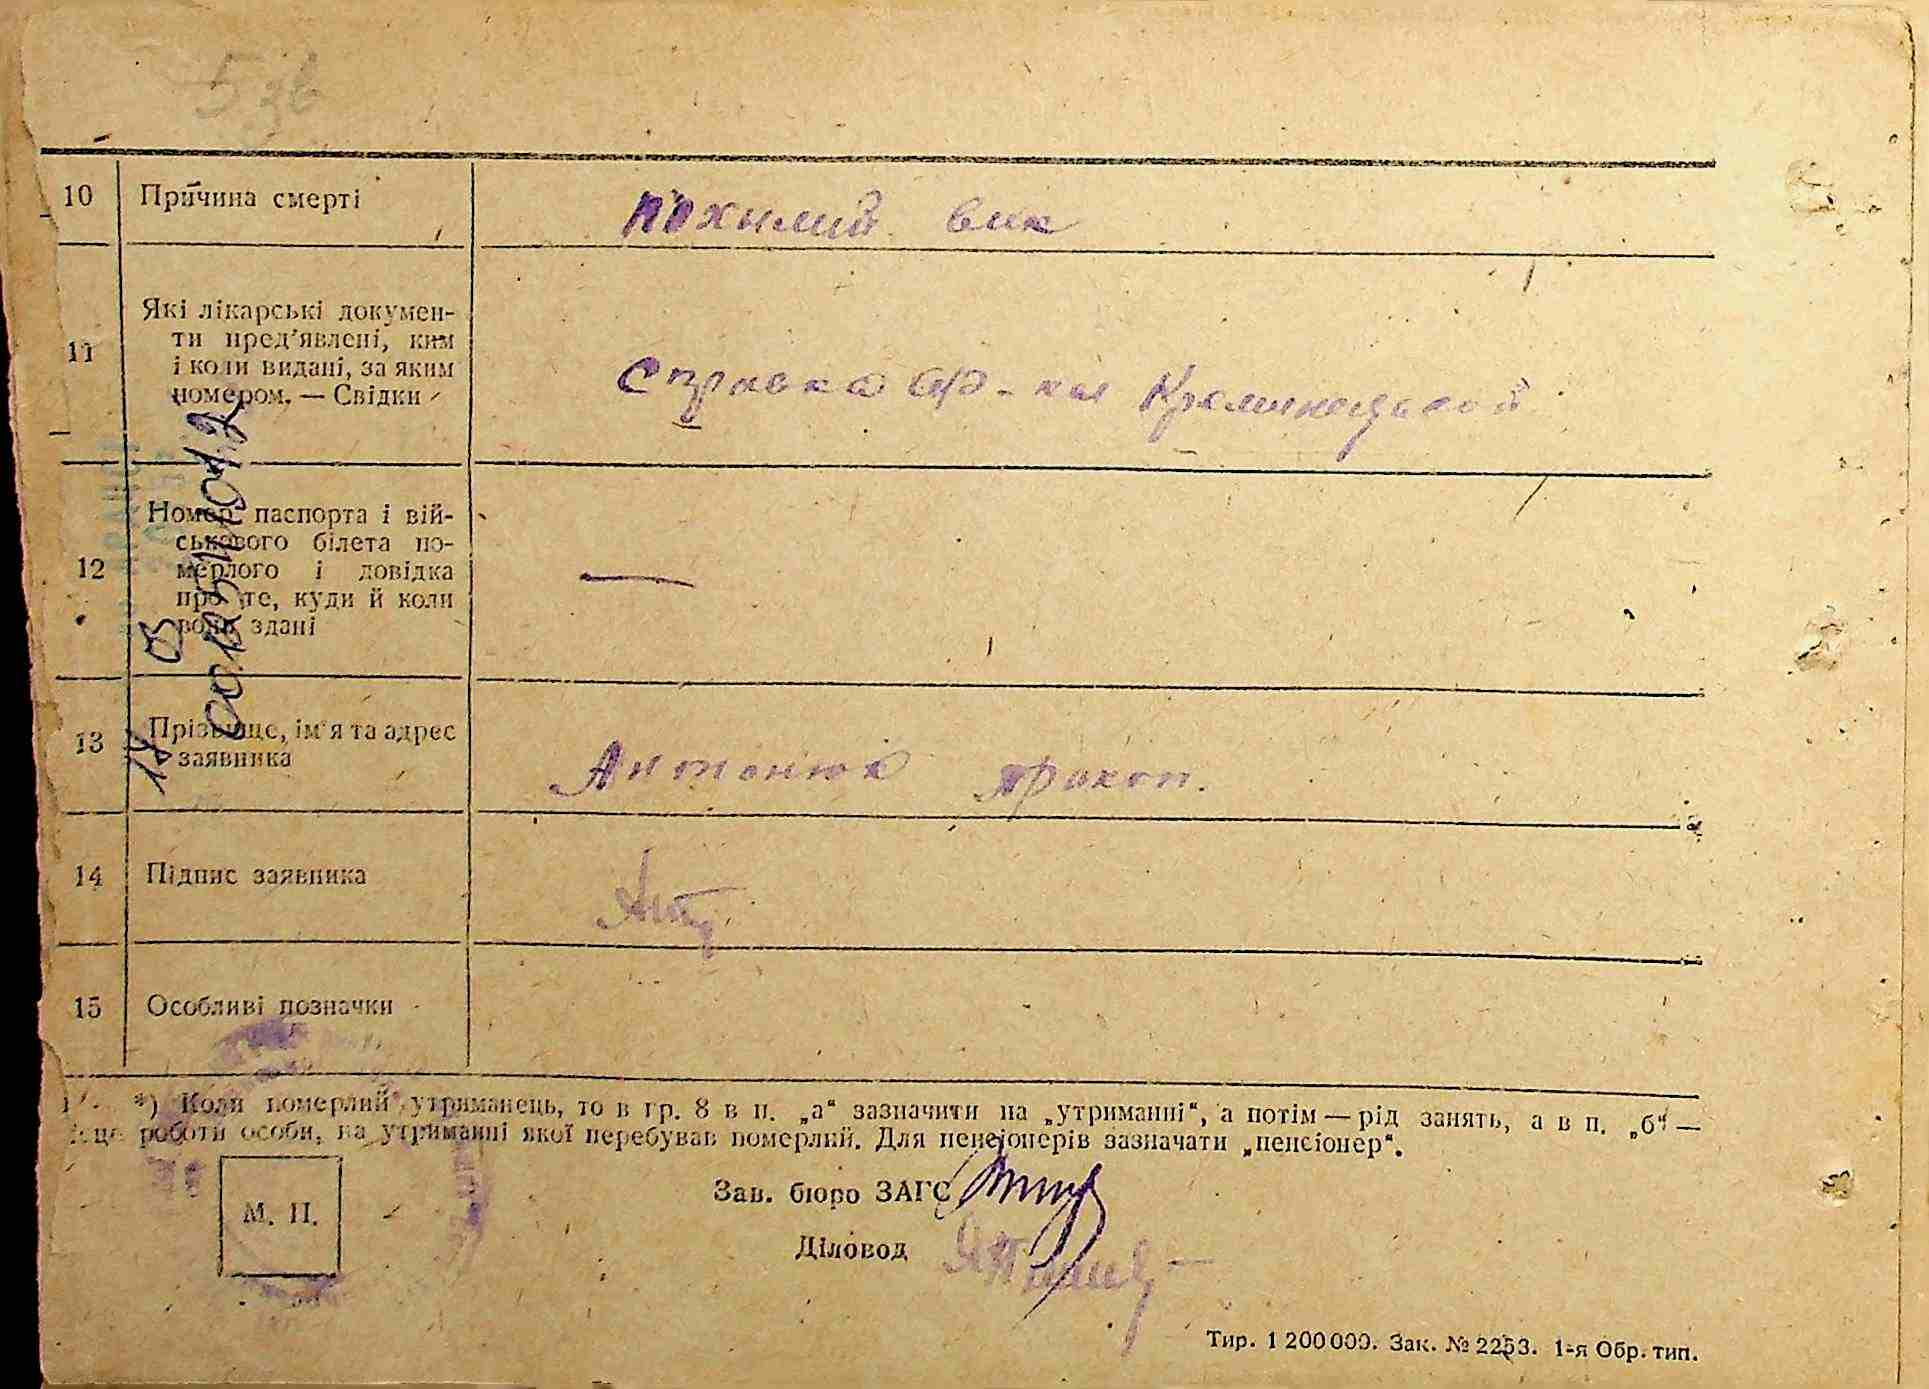 10 Причина смерті похилий вик
11 Які лікарські докумен-
ти пред'явлені, ким
і коли видані, за яким
номером. — Свідки
Справка
12 Номер паспорта і вій-
ськового білета по-
мерлого і довідка
про те, куди й коли
вони здані
—
13 Прізвище, ім'я та адрес
заявника
Антонюк Прокоп.
14 Підпис заявника
15 Особливі позначки
*) Коли померлий утриманець, то в гр. 8 в п. „а“ зазначити на „утриманні“, а потім — рід занять, а в п. „б“ —
роботи особи, на утриманні якої перебував померлий. Для пенсіонерів зазначати „пенсіонер“.
М. П.
Зав. бюро ЗАГС
Діловод
Тир. 1 200 000. Зак. № 2253. 1-я Обр. тип.